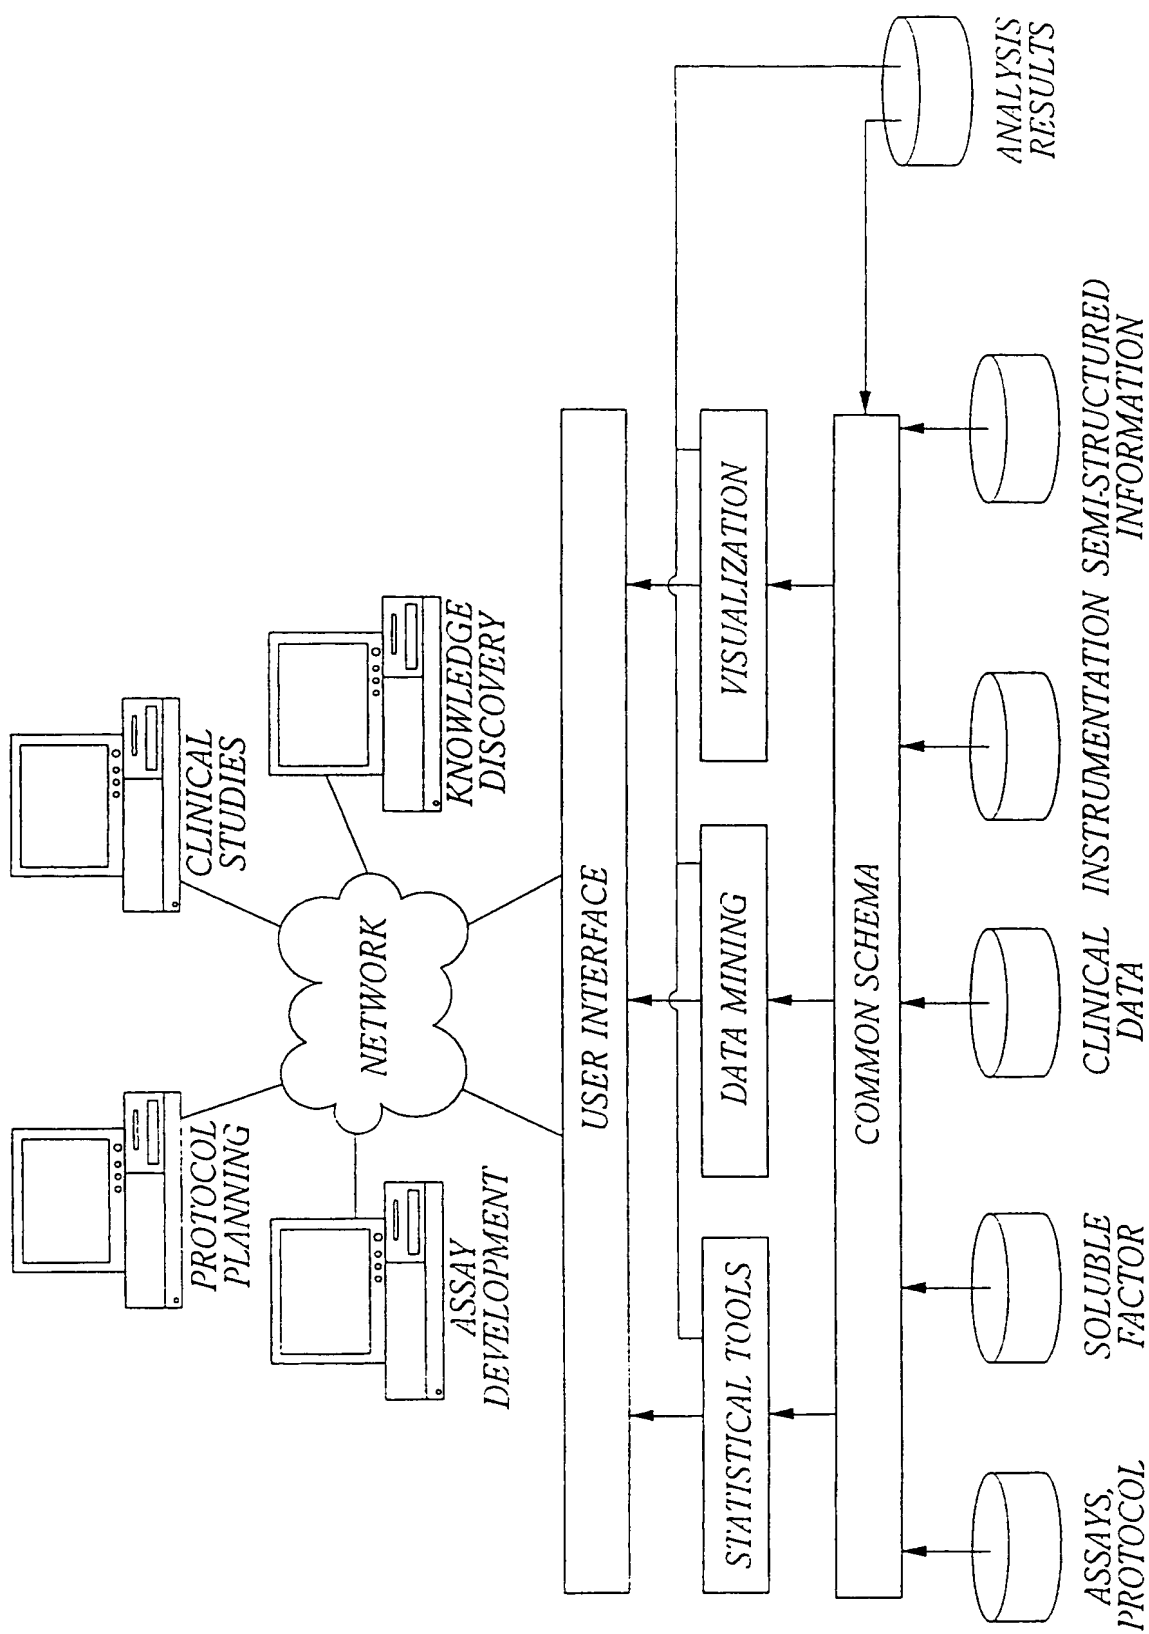 PROTOCOL
PLANNING
CLINICAL
STUDIES
ASSAY
DEVELOPMENT
KNOWLEDGE
DISCOVERY
NETWORK
USER INTERFACE
STATISTICAL TOOLS
DATA MINING
VISUALIZATION
COMMON SCHEMA
ASSAYS,
PROTOCOL
SOLUBLE
FACTOR
CLINICAL
DATA
INSTRUMENTATION
SEMI-STRUCTURED
INFORMATION
ANALYSIS
RESULTS